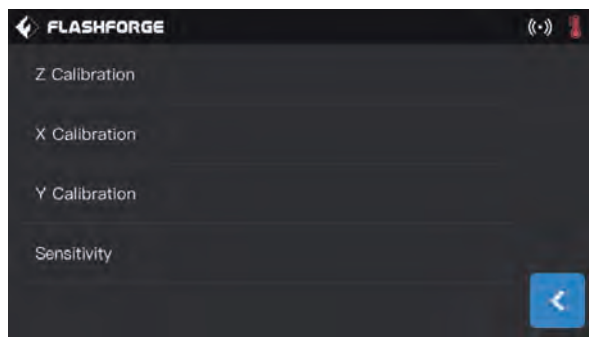 FLASHFORGE
Z Calibration
X Calibration
Y Calibration
Sensitivity